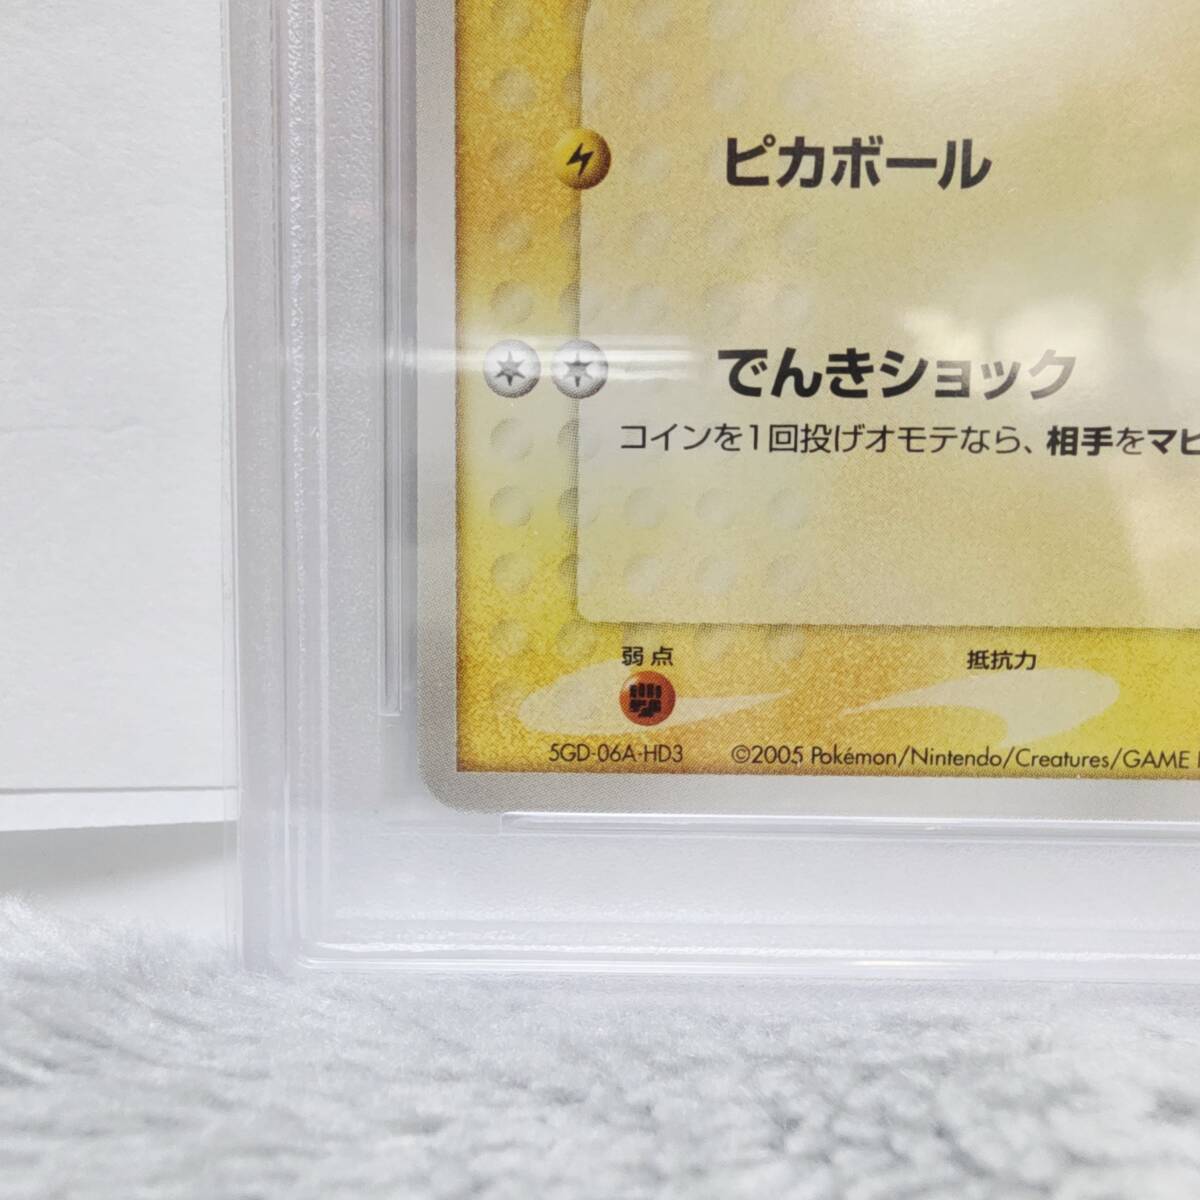 ピカボール
でんきショック
コインを1回投げオモテなら、相手をマヒ
弱点 抵抗力
5GD-06A-HD3 ©2005 Pokémon/Nintendo/Creatures/GAME